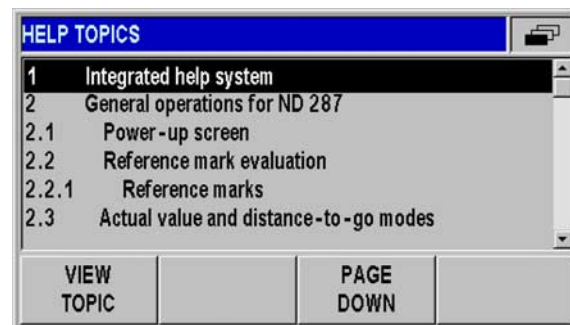 HELP TOPICS
1 Integrated help system
2 General operations for ND 287
2.1 Power-up screen
2.2 Reference mark evaluation
2.2.1 Reference marks
2.3 Actual value and distance-to-go modes
VIEW TOPIC
PAGE DOWN